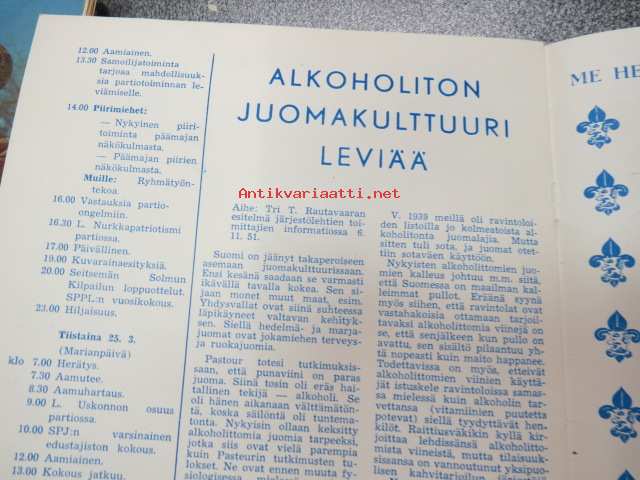 12.00 Aamiainen.
13.30 Samoilijatoiminta
tarjoaa mahdollisuuk-
sia partiotoiminnan le-
viämiselle.
14.00 Piirimiehet:
— Nykyinen piiri-
toiminta päämajan
näkökulmasta.
— Päämajan piirien
näkökulmasta.
Muille: Ryhmätyön-
tekoa.
16.00 Vastauksia partio-
ongelmiin.
16.30 L. Nurkkapatriotismi
partiossa.
17.00 Päivällinen.
19.00 Kuvarainaesityksiä.
20.00 Seitsemän Solmun
Kilpailun loppuottelut.
SPPL:n vuosikokous.
23.00 Hiljaisuus.
Tiistaina 25. 3.
(Marianpäivä)
klo 7.00 Herätys.
7.30 Aamutee.
8.30 Aamuhartaus.
9.00 L. Uskonnon osuus
partiossa.
10.00 SPJ:n varsinainen
edustajiston kokous.
12.00 Aamiainen.
13.00 Kokous jatkuu.
ALKOHOLITON
JUOMAKULTTUURI
LEVIÄÄ
Antikvariaatti.net
Aihe: Tri T. Rautavaaran
esitelmä järjestölehtien toi-
mittajien informatiossa 6.
11. 51.
Suomi on jäänyt takaperoiseen
asemaan juomakulttuurissaan.
Ensi kesänä saadaan se varmasti
ikävällä tavalla kokea. Sen si-
jaan monet muut maat, esim.
Yhdysvallat ovat siinä suhteessa
läpikäyneet valtavan kehityk-
sen. Siellä hedelmä- ja marja-
juomat ovat jokamiehen terveys-
ja ruokajuomia.
Pastour totesi tutkimuksis-
saan, että punaviini on paras
juoma. Siinä tosin oli eräs hai-
tallinen tekijä — alkoholi. Se
oli hänen aikanaan välttämätön-
tä, koska säilöntä oli tuntema-
tonta. Nykyisin ollaan keksitty
alkoholittomia juomia tarpeeksi,
jotka siis ovat vielä parempia
kuin Pasteurin tutkimusten tu-
lokset. Ne ovat ennen muuta fy-
V. 1939 meillä oli ravintoloi-
den listoilla jo kolmeatoista al-
koholitonta juomalajia. Mutta
sitten tuli sota, ja juomat otet-
tiin sotaväen käyttöön.
Nykyisten alkoholittomien juo-
mien kalleus johtuu m.m. siitä,
että Suomessa on maailman kal-
leimmat pullot. Eräänä syynä
myös siihen, että ravintolat ovat
vastahakoisia ottamaan tarjoil-
tavaksi alkoholittomia viinejä on
se, että senjälkeen kun pullo on
avattu, sen sisältö pilaantuu yh-
tä nopeasti kuin maito happanee.
Todettavissa on myös, etteivät
alkoholittomien viinien käyttä-
jät istuskele ravintoloissa samas-
sa mielessä kuin alkoholin tar-
vettansa (vitamiinien puutetta
potevat) siellä tyydyttävät hen-
kilöt. Raittiusväkikin kyllä kir-
joittaa lehdissänsä alkoholitto-
mista viineistä, mutta tilaisuuk-
sissansa on vannoutunut yksipuo-
lisen kahvitarjoilun
ME HE